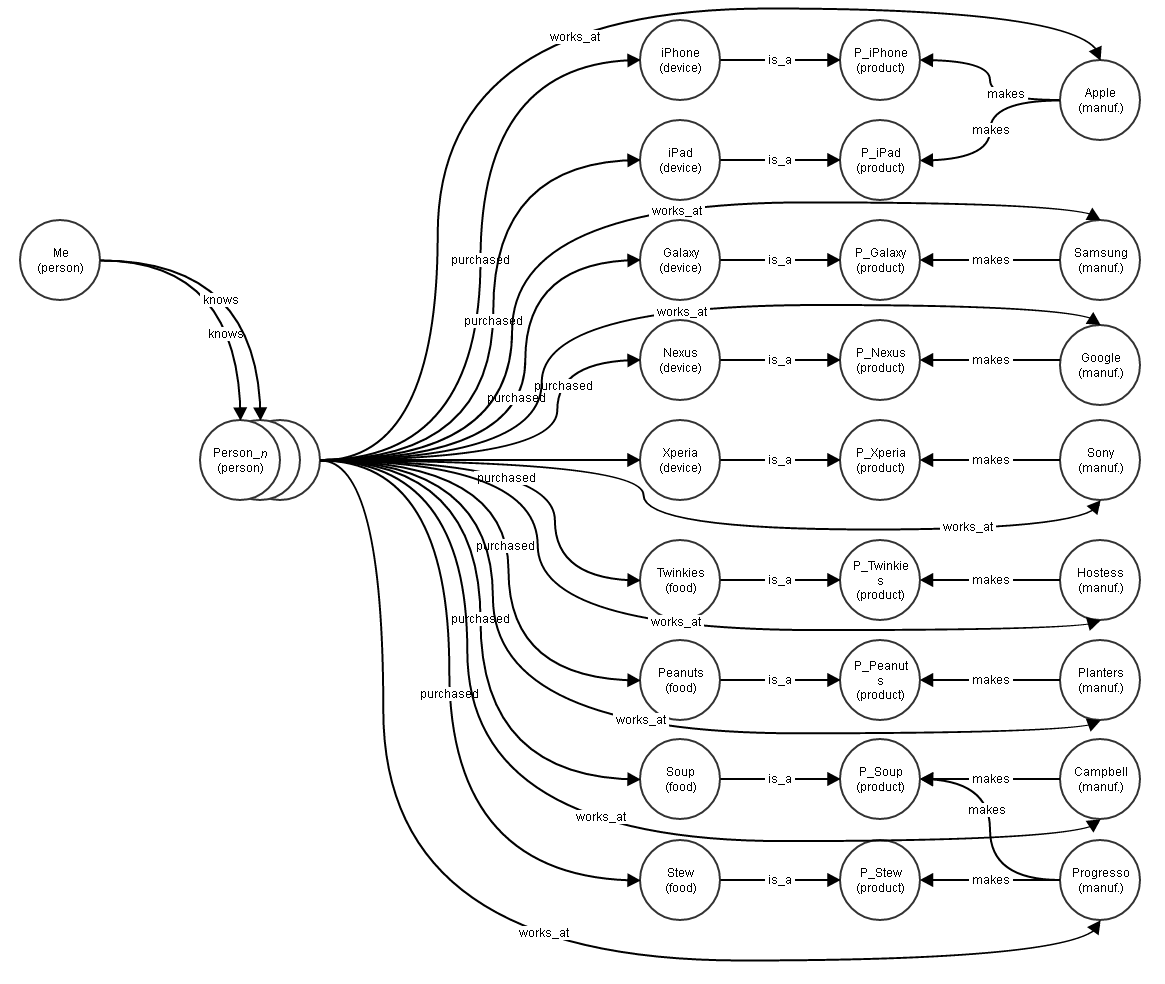 works_at
iPhone
(device)
is_a
P_iPhone
(product)
makes
Apple
(manuf.)
makes
iPad
(device)
is_a
P_iPad
(product)
works_at
Me
(person)
knows
knows
purchased
Galaxy
(device)
is_a
P_Galaxy
(product)
makes
Samsung
(manuf.)
purchased
works_at
Nexus
(device)
is_a
P_Nexus
(product)
makes
Google
(manuf.)
purchased
purchased
Person_n
(person)
Xperia
(device)
is_a
P_Xperia
(product)
makes
Sony
(manuf.)
purchased
works_at
purchased
Twinkies
(food)
is_a
P_Twinkie
s
(product)
makes
Hostess
(manuf.)
purchased
works_at
Peanuts
(food)
is_a
P_Peanut
s
(product)
makes
Planters
(manuf.)
purchased
works_at
Soup
(food)
is_a
P_Soup
(product)
makes
Campbell
(manuf.)
makes
works_at
Stew
(food)
is_a
P_Stew
(product)
makes
Progresso
(manuf.)
works_at